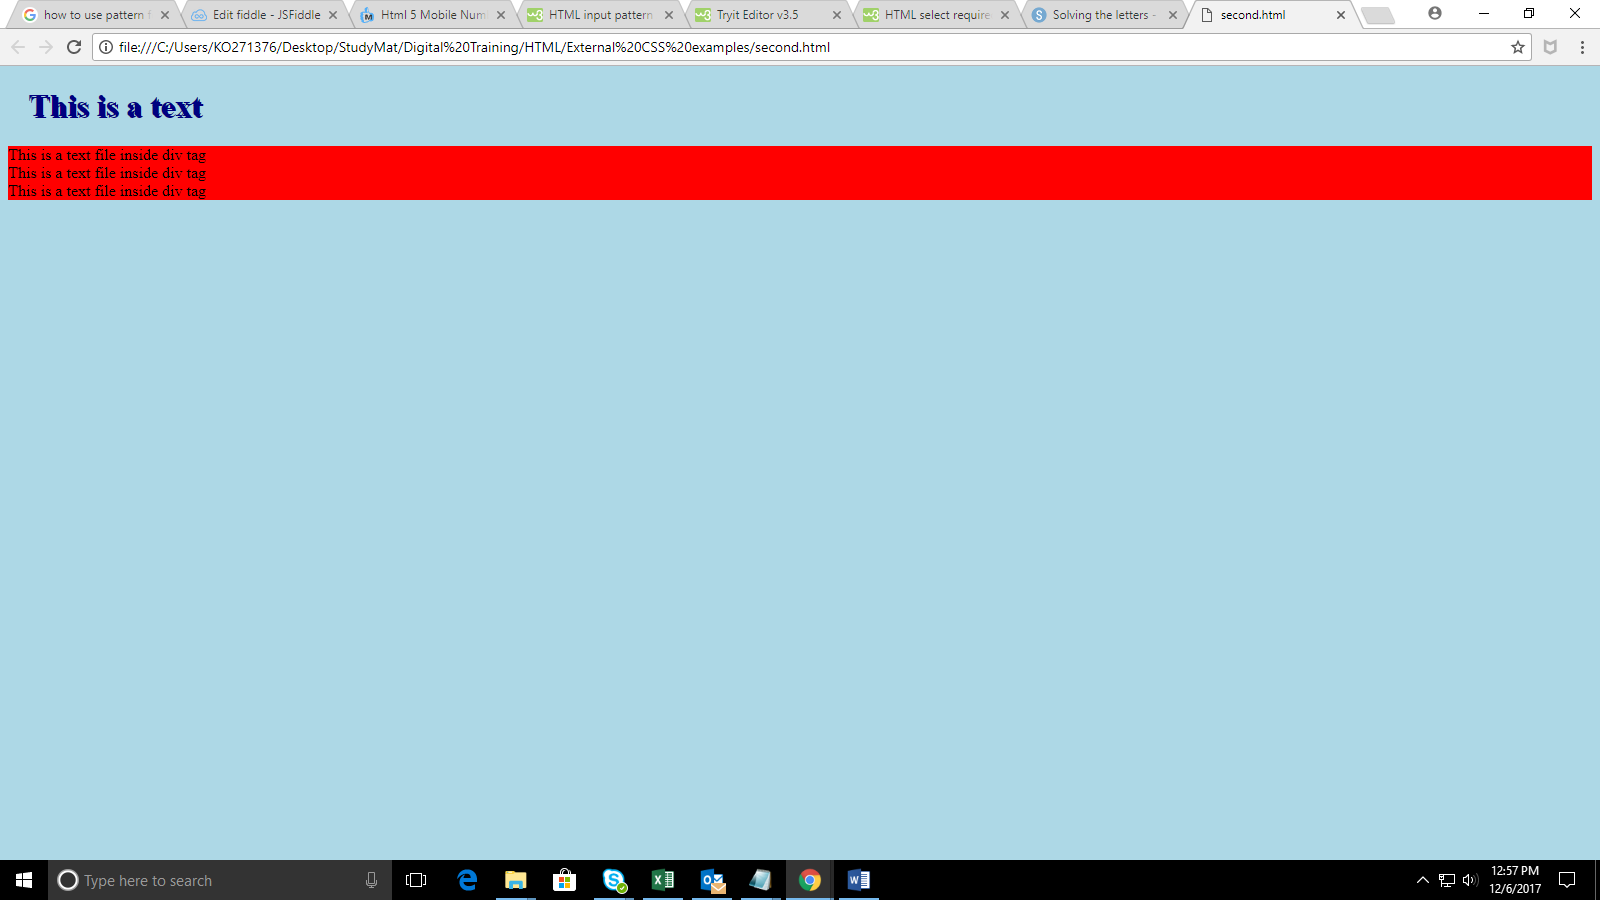 how to use pattern f
Edit fiddle - JSFiddle
Html 5 Mobile Num
HTML input pattern
Tryit Editor v3.5
HTML select require
Solving the letters -
second.html
file:///C:/Users/KO271376/Desktop/StudyMat/Digital%20Training/HTML/External%20CSS%20examples/second.html
This is a text
This is a text file inside div tag
This is a text file inside div tag
This is a text file inside div tag
Type here to search
12:57 PM
12/6/2017